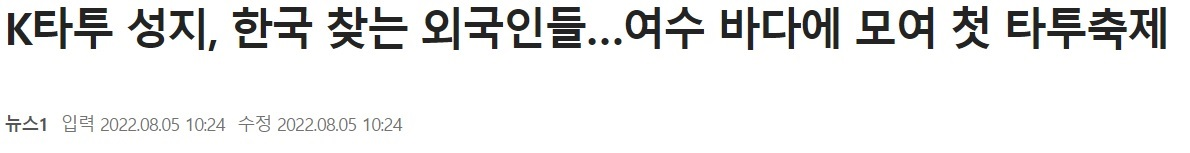 K타투 성지, 한국 찾는 외국인들…여수 바다에 모여 첫 타투축제
뉴스1 입력 2022.08.05 10:24 수정 2022.08.05 10:24